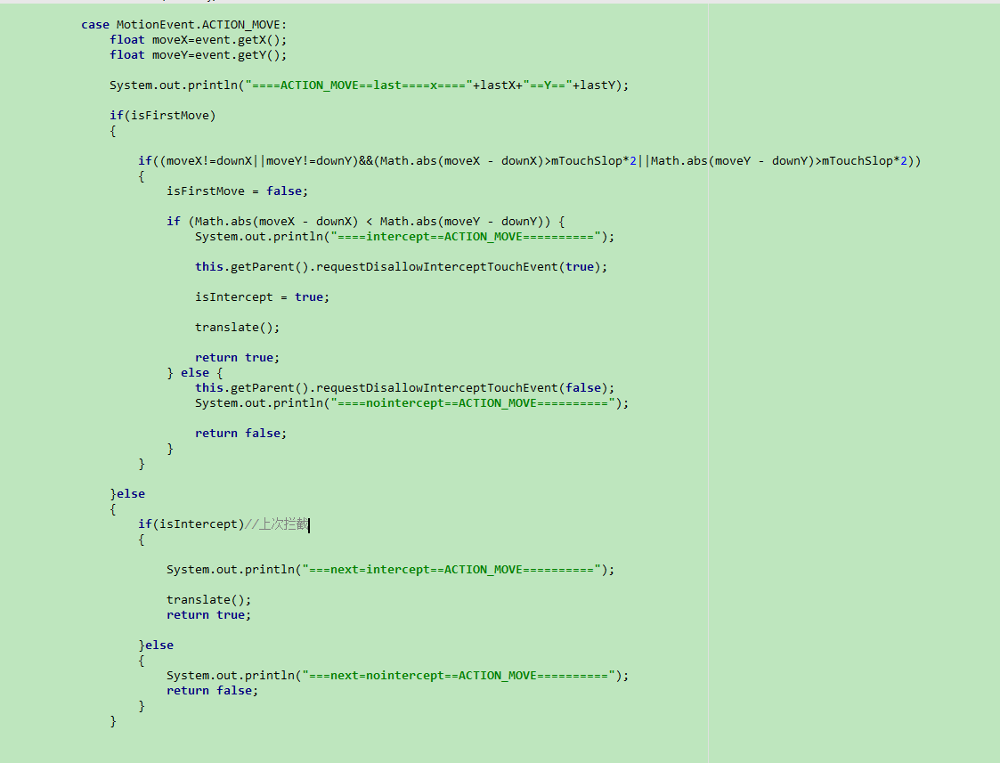 case MotionEvent.ACTION_MOVE:
float moveX=event.getX();
float moveY=event.getY();
System.out.println("====ACTION_MOVE==last====x===="+lastX+"==Y=="+lastY);
if(isFirstMove)
{
if((moveX!=downX||moveY!=downY)&&(Math.abs(moveX - downX)>mTouchSlop*2||Math.abs(moveY - downY)>mTouchSlop*2))
{
isFirstMove = false;
if (Math.abs(moveX - downX) < Math.abs(moveY - downY)) {
System.out.println("====intercept==ACTION_MOVE==========");
this.getParent().requestDisallowInterceptTouchEvent(true);
isIntercept = true;
translate();
return true;
} else {
this.getParent().requestDisallowInterceptTouchEvent(false);
System.out.println("====nointercept==ACTION_MOVE==========");
return false;
}
}
}else
{
if(isIntercept)//上次拦截
{
System.out.println("===next=intercept==ACTION_MOVE==========");
translate();
return true;
}else
{
System.out.println("===next=nointercept==ACTION_MOVE==========");
return false;
}
}